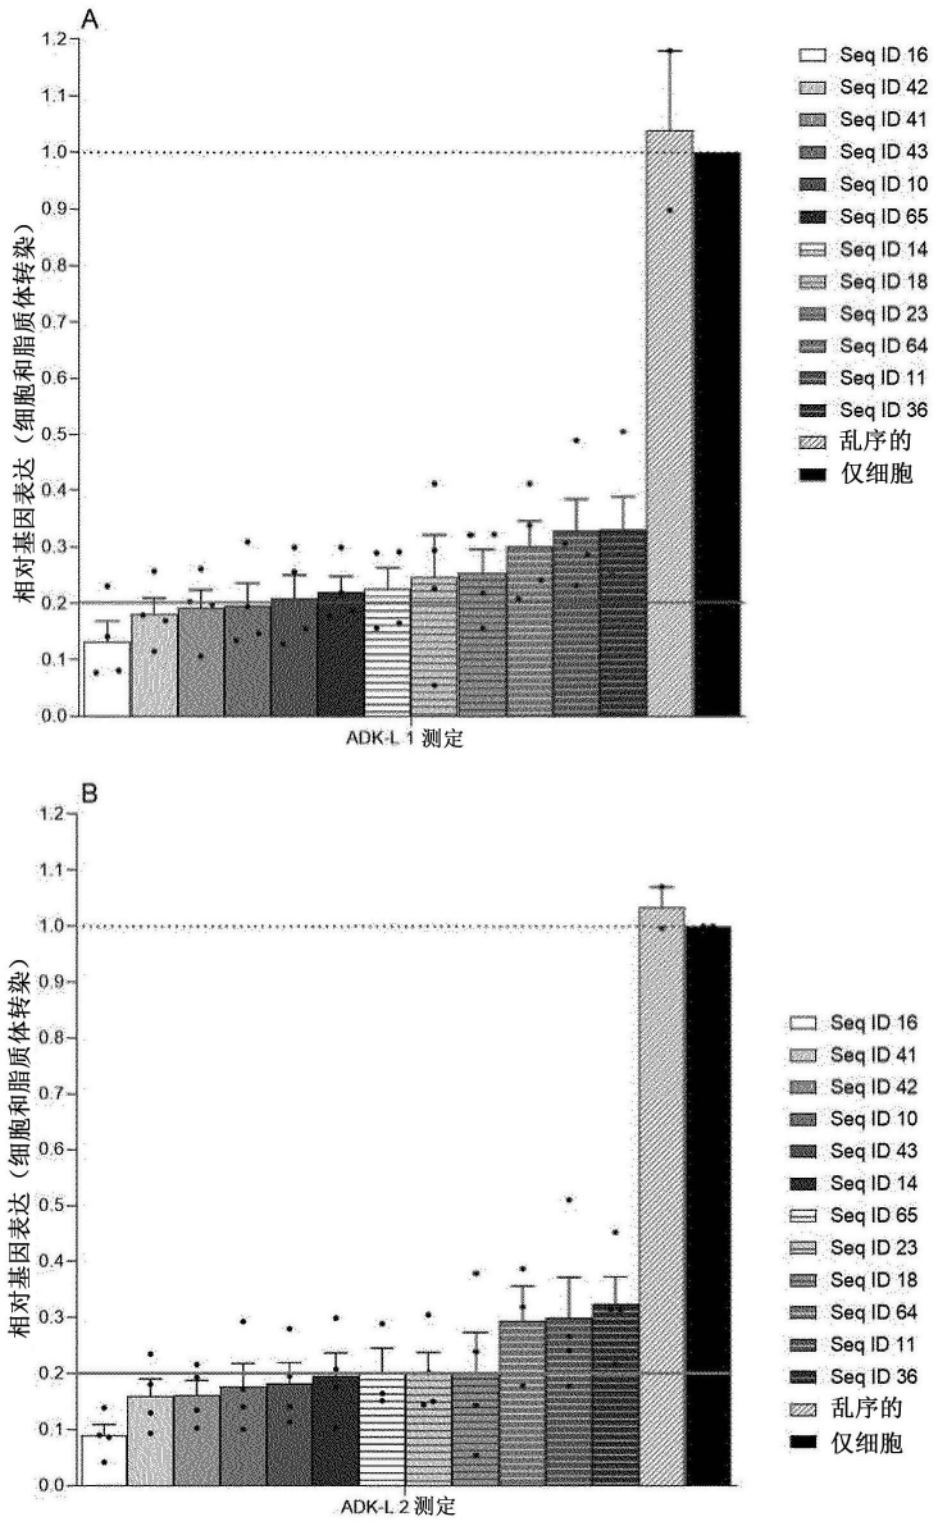 A
1.2
1.1
1.0
0.9
0.8
0.7
0.6
0.5
0.4
0.3
0.2
0.1
0.0
相对基因表达（细胞和脂质体转染）
ADK-L 1 测定
Seq ID 16
Seq ID 42
Seq ID 41
Seq ID 43
Seq ID 10
Seq ID 65
Seq ID 14
Seq ID 18
Seq ID 23
Seq ID 64
Seq ID 11
Seq ID 36
乱序的
仅细胞
B
1.2
1.1
1.0
0.9
0.8
0.7
0.6
0.5
0.4
0.3
0.2
0.1
0.0
相对基因表达（细胞和脂质体转染）
ADK-L 2 测定
Seq ID 16
Seq ID 41
Seq ID 42
Seq ID 10
Seq ID 43
Seq ID 14
Seq ID 65
Seq ID 23
Seq ID 18
Seq ID 64
Seq ID 11
Seq ID 36
乱序的
仅细胞